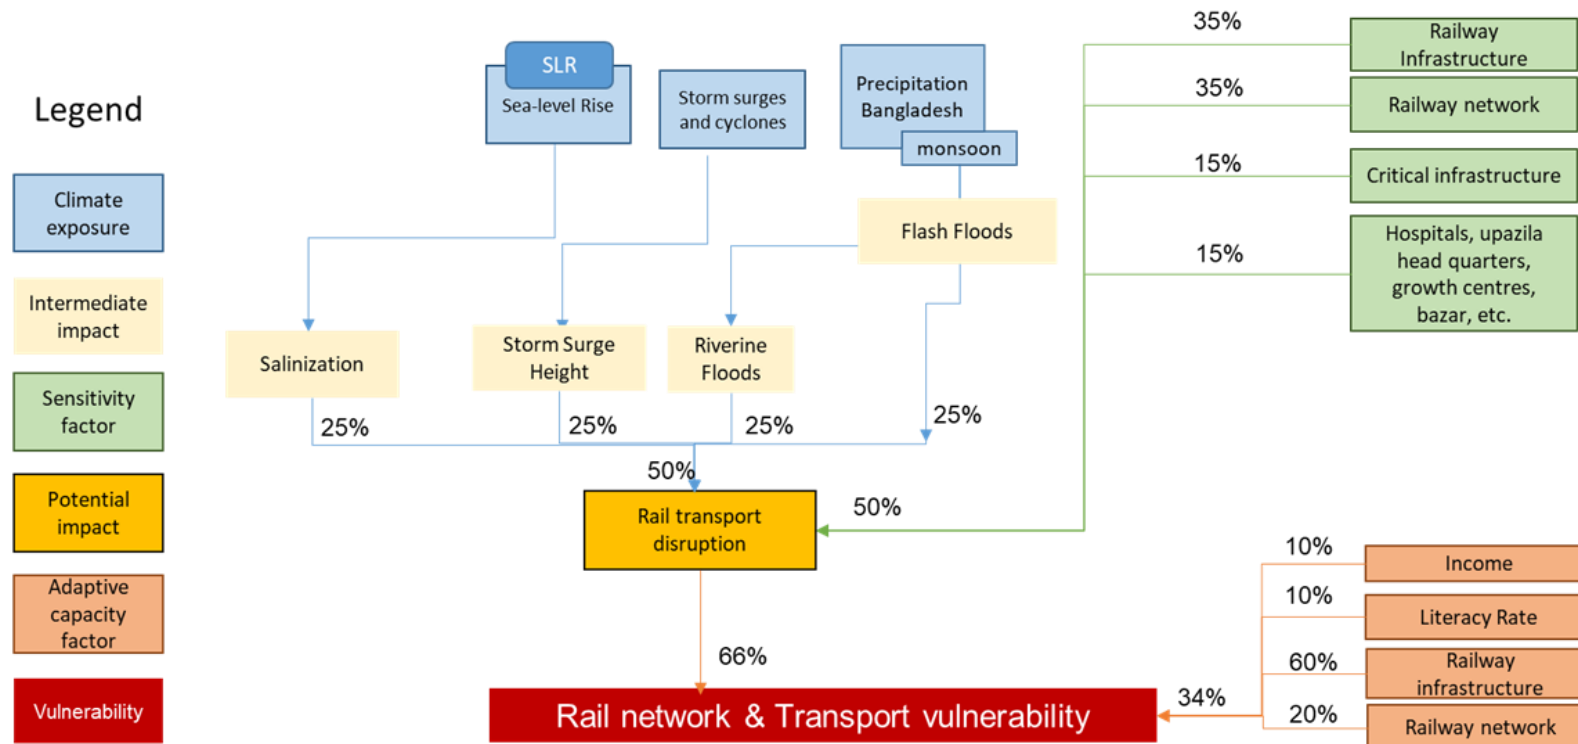 Legend
Climate
exposure
Intermediate
impact
Sensitivity
factor
Potential
impact
Adaptive
capacity
factor
Vulnerability
SLR
Sea-level Rise
Storm surges
and cyclones
Precipitation
Bangladesh
monsoon
Flash Floods
Salinization
Storm Surge
Height
Riverine
Floods
25%
25%
25%
25%
50%
Rail transport
disruption
50%
35%
Railway
Infrastructure
35%
Railway network
15%
Critical infrastructure
15%
Hospitals, upazila
head quarters,
growth centres,
bazar, etc.
66%
Rail network & Transport vulnerability
34%
10%
Income
10%
Literacy Rate
60%
Railway
infrastructure
20%
Railway network